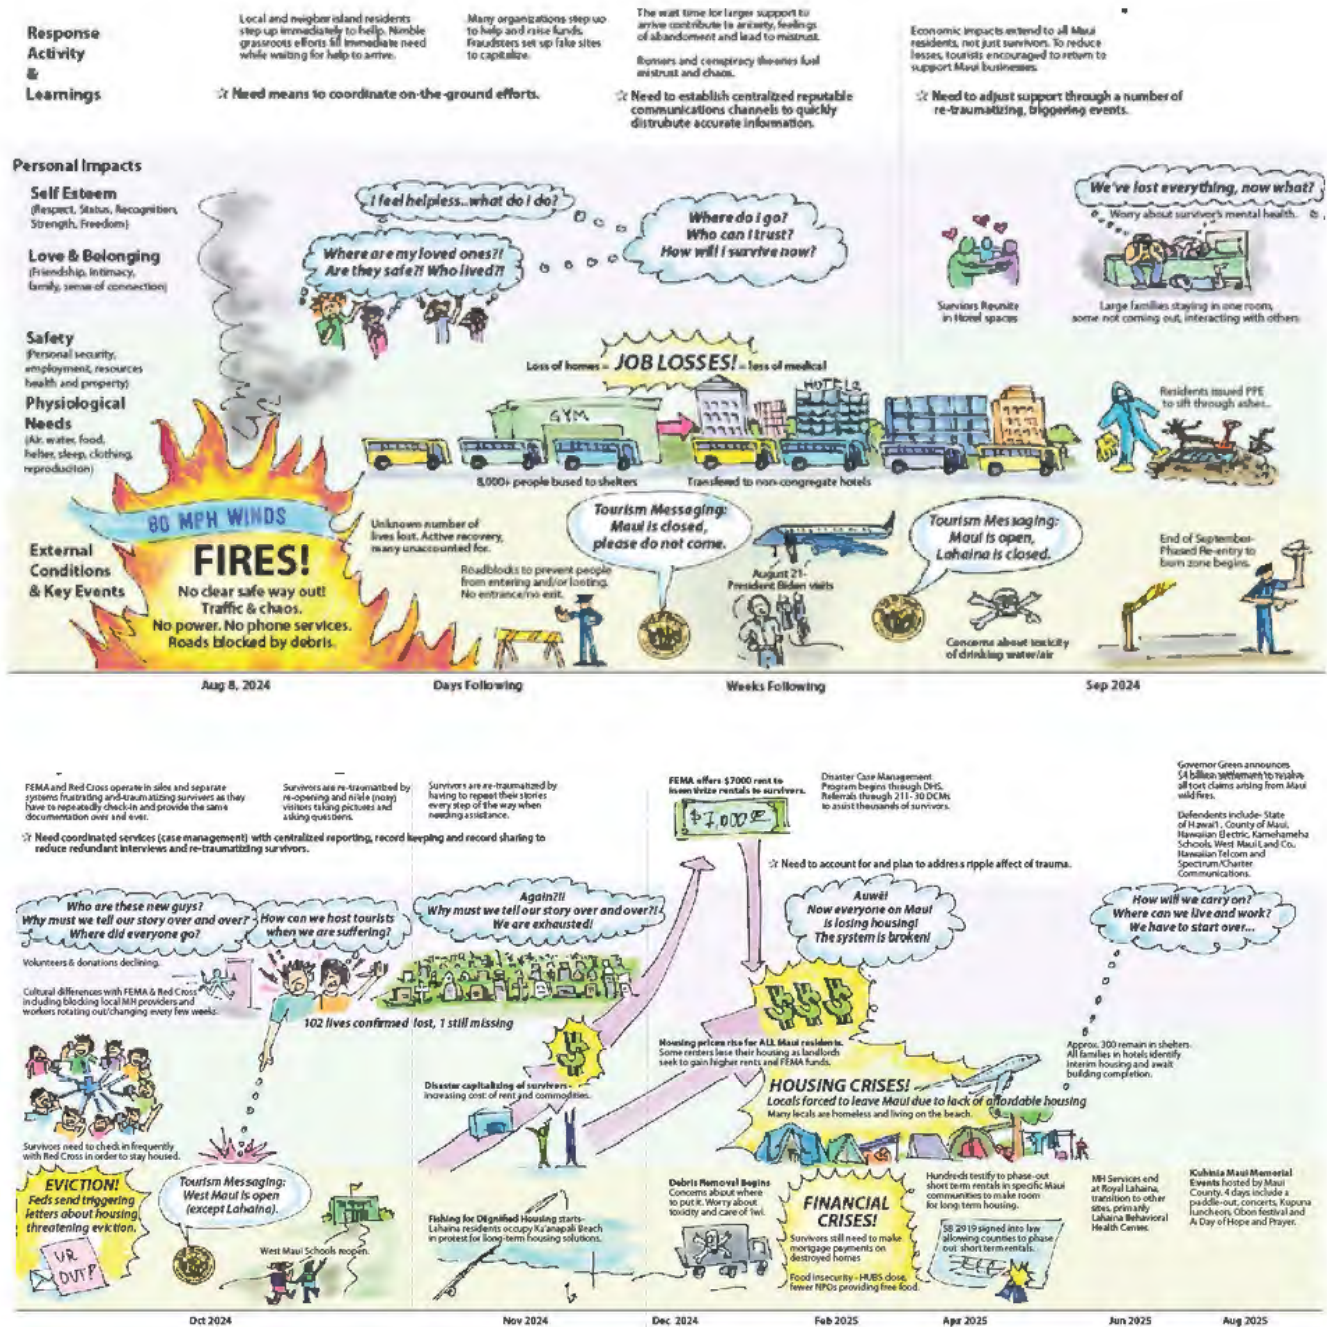 Response
Activity
&
Learnings
Local and neigbor island residents
step up immediately to hellp. Nimble
grassroots efforts fill immediate need
while waiting for help to arrive.
Many organizations step up
to help and raise funds.
Fraudsters set up fake sites
to capitalize.
☆ Need means to coordinate on-the-ground efforts.
The wait time for larger support to
arrive contribute to anxiety, feelings
of abandoment and lead to mistrust.
Rumors and conspiracy theories fuel
mistrust and chaos.
☆ Need to establish centralized reputable
communications channels to quickly
distrubute accurate information.
Economic impacts extend to all Maui
residents, not just survivors. To reduce
losses, tourists encouraged to return to
support Maui businesses.
☆ Need to adjust support through a number of
re-traumatizing, triggering events.
Personal Impacts
Self Esteem
(Respect, Status, Recognition,
Strength, Freedom)
Love & Belonging
(Friendship, Intimacy,
family, sense of connection)
Safety
(Personal security,
employment, resources
health and property)
Physiological
Needs
(Air, water, food,
helter, sleep, clothing,
reproduciton)
External
Conditions
& Key Events
I feel helpless..what do I do?
Where are my loved ones?!
Are they safe?! Who lived?!
Where do I go?
Who can I trust?
How will I survive now?
Survivors Reunite
in Hotel spaces
We've lost everything, now what?
Worry about survivor's mental health.
Large families staying in one room,
some not coming out, interacting with others
Loss of homes = JOB LOSSES! = loss of medical
GYM
HOTELS
8,000+ people bused to shelters
Transfered to non-congregate hotels
Residents issued PPE
to sift through ashes..
80 MPH WINDS
FIRES!
No clear safe way out!
Traffic & chaos.
No power. No phone services.
Roads blocked by debris.
Unknown number of
lives lost. Active recovery,
many unaccounted for.
Roadblocks to prevent people
from entering and/or looting.
No entrance/no exit.
Tourism Messaging:
Maui is closed,
please do not come.
August 21-
President Biden visits
Tourism Messaging:
Maui is open,
Lahaina is closed.
Concerns about toxicity
of drinking water/air
End of September-
Phased Re-entry to
burn zone begins.
Aug 8, 2024
Days Following
Weeks Following
Sep 2024
FEMA and Red Cross operate in silos and separate
systems frustrating and-traumatizing survivers as they
have to repeatedly check-in and provide the same
documentation over and ever.
Survivors are re-traumatized by
re-opening and niele (nosy)
visitors taking pictures and
asking questions.
Survivors are re-traumatized by
having to repeat their stories
every step of the way when
needing assistance.
☆ Need coordinated services (case management) with centralized reporting, record keeping and record sharing to
reduce redundant interviews and re-traumatizing survivors.
FEMA offers $7000 rent to
incentivize rentals to survivers.
$7,000
Disaster Case Management
Program begins through DHS.
Referrals through 211- 30 DCMs
to assist thousands of survivors.
☆ Need to account for and plan to address ripple affect of trauma.
Governor Green announces
$4 billion settlement to resolve
all tort claims arising from Maui
wild fires.
Defendents include- State
of Hawai'i, County of Maui,
Hawaiian Electric, Kamehameha
Schools, West Maui Land Co,
Hawaiian Telcom and
Spectrum/Charter
Communications.
Who are these new guys?
Why must we tell our story over and over?
Where did everyone go?
How can we host tourists
when we are suffering?
Again?!!
Why must we tell our story over and over?!!
We are exhausted!
Auwē!
Now everyone on Maui
is losing housing!
The system is broken!
How will we carry on?
Where can we live and work?
We have to start over...
Volunteers & donations declining.
Cultural differences with FEMA & Red Cross
including blocking local MH providers and
workers rotating out/changing every few weeks.
102 lives confirmed lost, 1 still missing
Survivors need to check in frequently
with Red Cross in order to stay housed.
Disaster capitalizing of survivers-
increasing cost of rent and commodities.
Housing prices rise for ALL Maui residents.
Some renters lese their housing as landlords
seek to gain higher rents and FEMA funds.
$
$ $ $
HOUSING CRISES!
Locals forced to leave Maui due to lack of affordable housing
Many locals are homeless and living on the beach.
Approx. 300 remain in shelters.
All families in hotels identify
interim housing and await
building completion.
EVICTION!
Feds send triggering
letters about housing
threatening eviction.
UR
OUT?
Tourism Messaging:
West Maui is open
(except Lahaina).
West Maui Schools reopen.
Fishing for Dignified Housing starts-
Lahaina residents occupy Ka'anapali Beach
in protest for long-term housing solutions.
Debris Removal Begins
Concerns about where
to put it. Worry about
toxicity and care of 'iwi.
FINANCIAL
CRISES!
Survivors still need to make
mortgage payments on
destroyed homes
Food insecurity - HUBS close,
fewer NPOs providing free food.
Hundreds testify to phase-out
short term rentals in specific Maui
communities to make room
for long term housing.
SB 2919 signed into law
allowing counties to phase
out short term rentals.
MH Services end
at Royal Lahaina,
transition to other
sites, primarily
Lahaina Behavioral
Health Center.
Kuhinia Maui Memorial
Events hosted by Maui
County. 4 days include a
paddle-out, concerts, Kupuna
luncheon, Obon festival and
A Day of Hope and Prayer.
Oct 2024
Nov 2024
Dec 2024
Feb 2025
Apr 2025
Jun 2025
Aug 2025